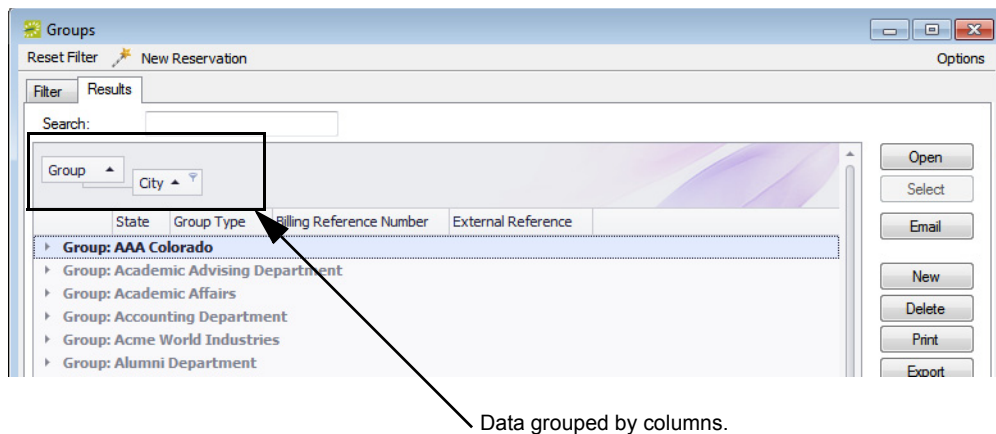 Groups
Reset Filter New Reservation Options
Filter Results
Search:
Group City
Open
Select
State Group Type Billing Reference Number External Reference
Email
Group: AAA Colorado
Group: Academic Advising Department
New
Group: Academic Affairs
Group: Accounting Department
Delete
Group: Acme World Industries
Print
Group: Alumni Department
Export
Data grouped by columns.